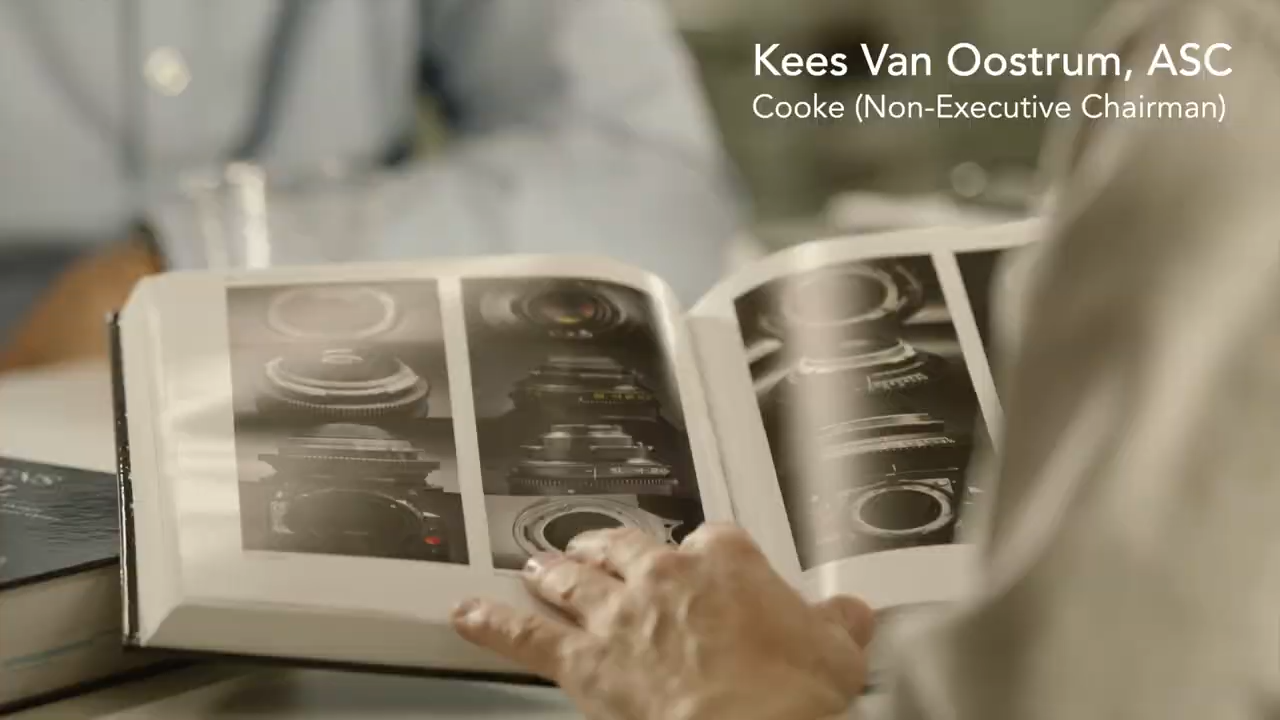 Kees Van Oostrum, ASC
Cooke (Non-Executive Chairman)